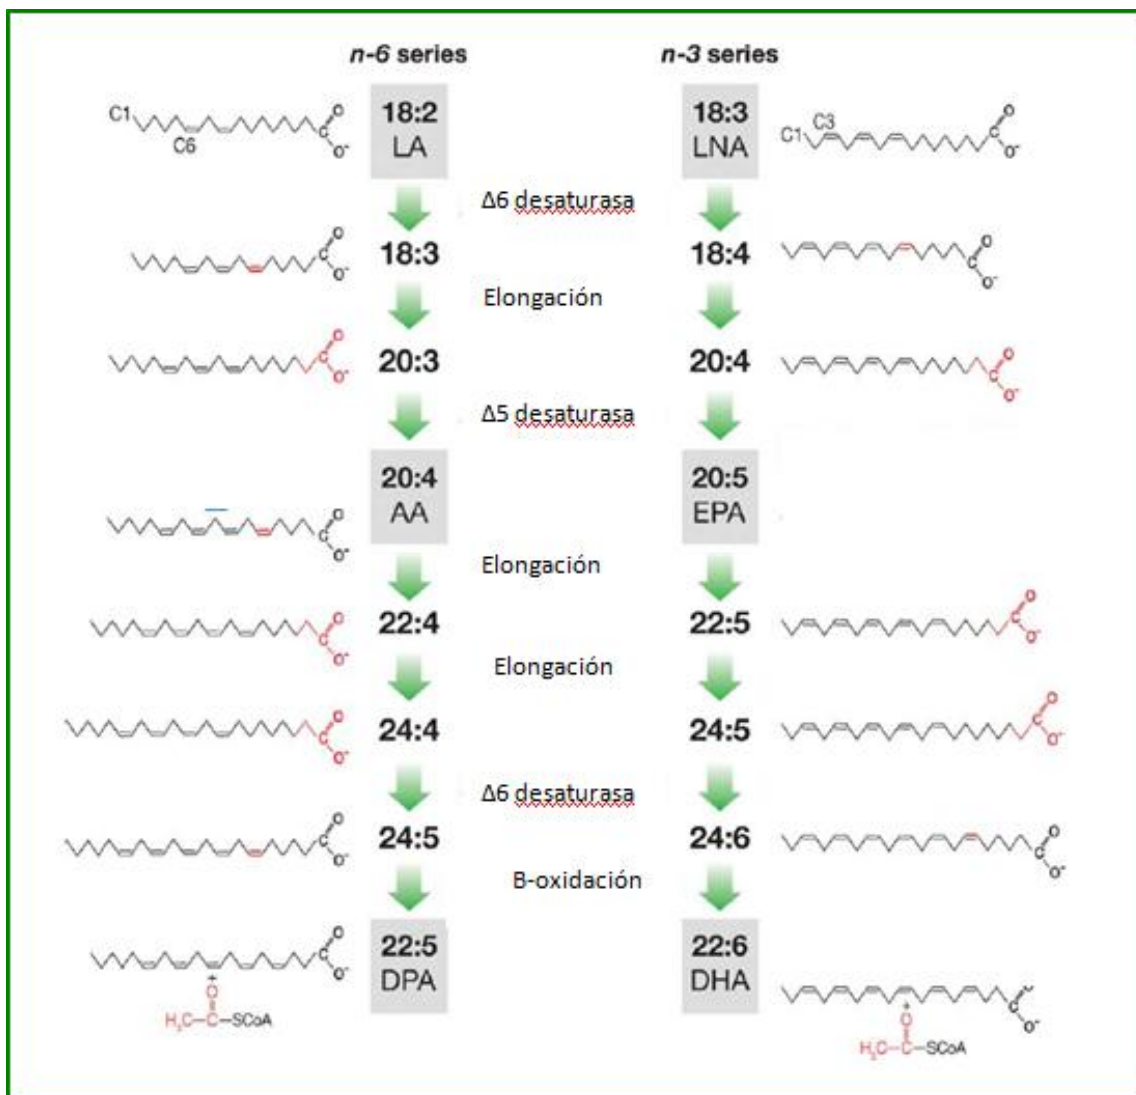 n-6 series
n-3 series
C1
C6
C
O
O⁻
18:2
LA
18:3
LNA
C1
C3
C
O
O⁻
Δ6 desaturasa
C
O
O⁻
18:3
18:4
C
O
O⁻
Elongación
C
O
O⁻
20:3
20:4
C
O
O⁻
Δ5 desaturasa
20:4
AA
20:5
EPA
C
O
O⁻
Elongación
C
O
O⁻
22:4
22:5
C
O
O⁻
Elongación
C
O
O⁻
24:4
24:5
C
O
O⁻
Δ6 desaturasa
C
O
O⁻
24:5
24:6
C
O
O⁻
B-oxidación
C
O
O⁻
22:5
DPA
22:6
DHA
C
O⁻
+
O
H₃C–C–SCoA
+
O
H₃C–C–SCoA